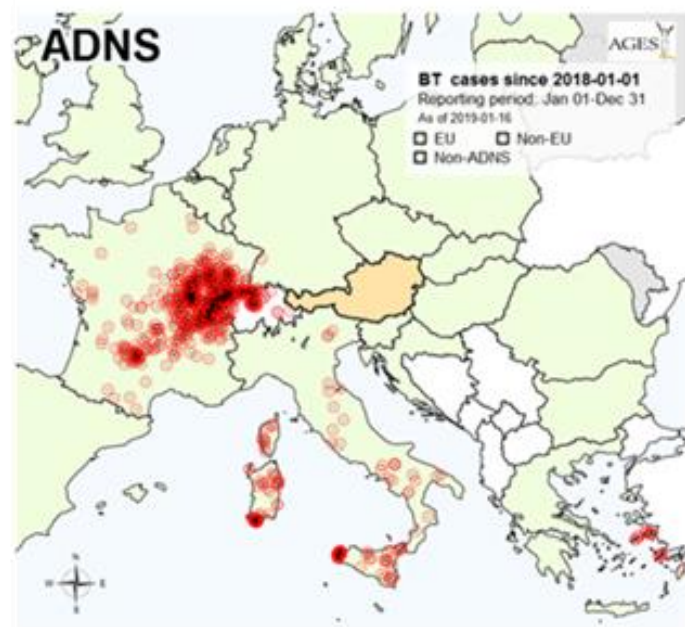 ADNS
AGES
BT cases since 2018-01-01
Reporting period: Jan 01-Dec 31
As of 2019-01-16
EU Non-EU
Non-ADNS
N
W E
S